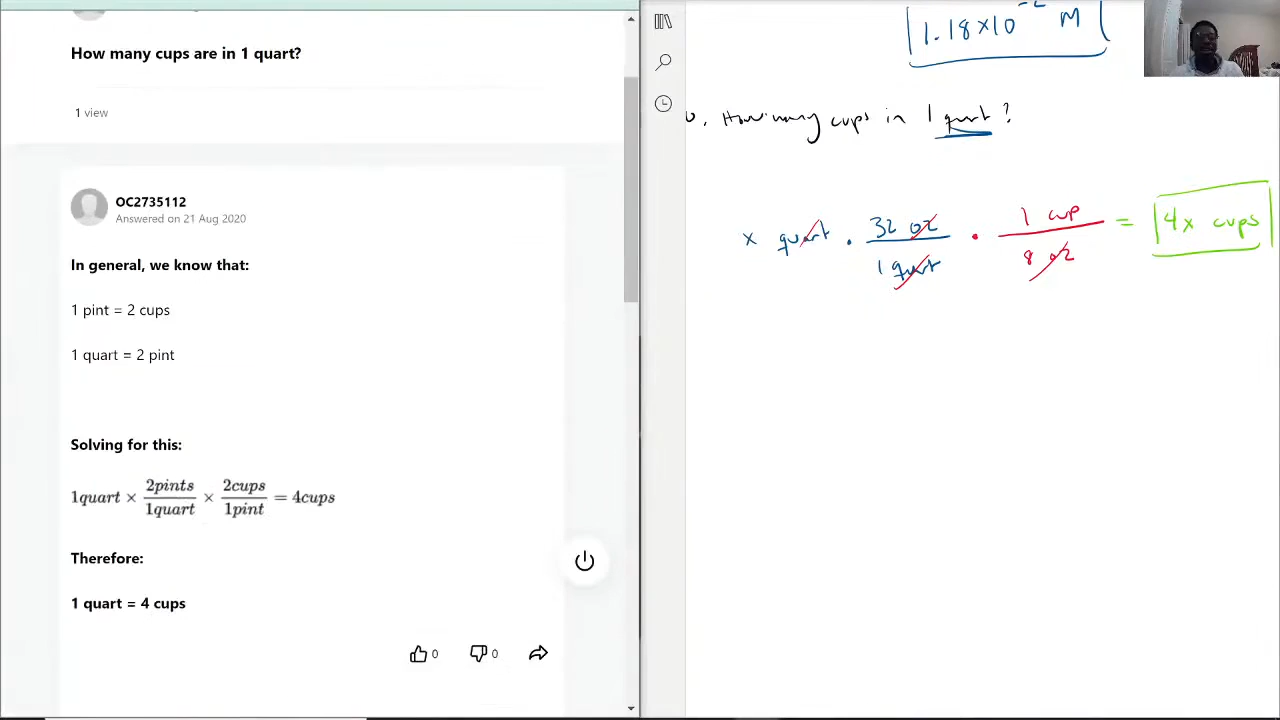 How many cups are in 1 quart?
1 view
OC2735112
Answered on 21 Aug 2020
In general, we know that:
1 pint = 2 cups
1 quart = 2 pint
Solving for this:
1quart × 2pints/1quart × 2cups/1pint = 4cups
Therefore:
1 quart = 4 cups
0 0
1.18×10⁻² M
. How many cups in 1 quart?
x quart · 32 oz/1 quart · 1 cup/8 oz = 4x cups